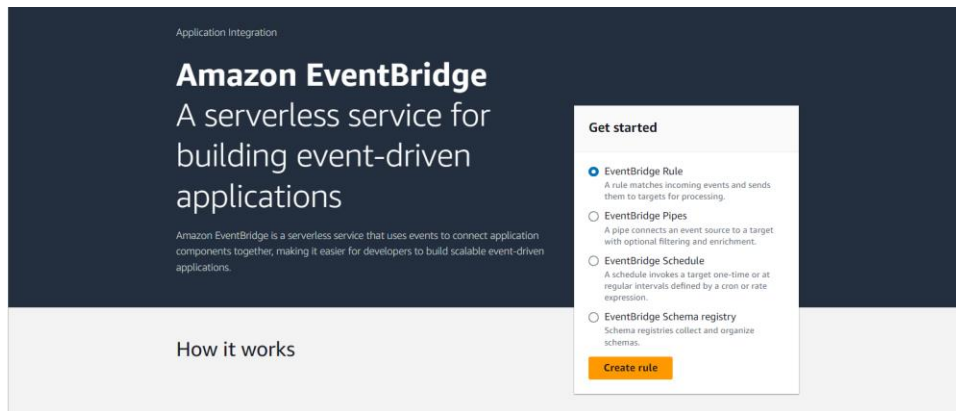 Application Integration
Amazon EventBridge
A serverless service for
building event-driven
applications
Amazon EventBridge is a serverless service that uses events to connect application
components together, making it easier for developers to build scalable event-driven
applications.
Get started
EventBridge Rule
A rule matches incoming events and sends
them to targets for processing.
EventBridge Pipes
A pipe connects an event source to a target
with optional filtering and enrichment.
EventBridge Schedule
A schedule invokes a target one-time or at
regular intervals defined by a cron or rate
expression.
EventBridge Schema registry
Schema registries collect and organize
schemas.
Create rule
How it works